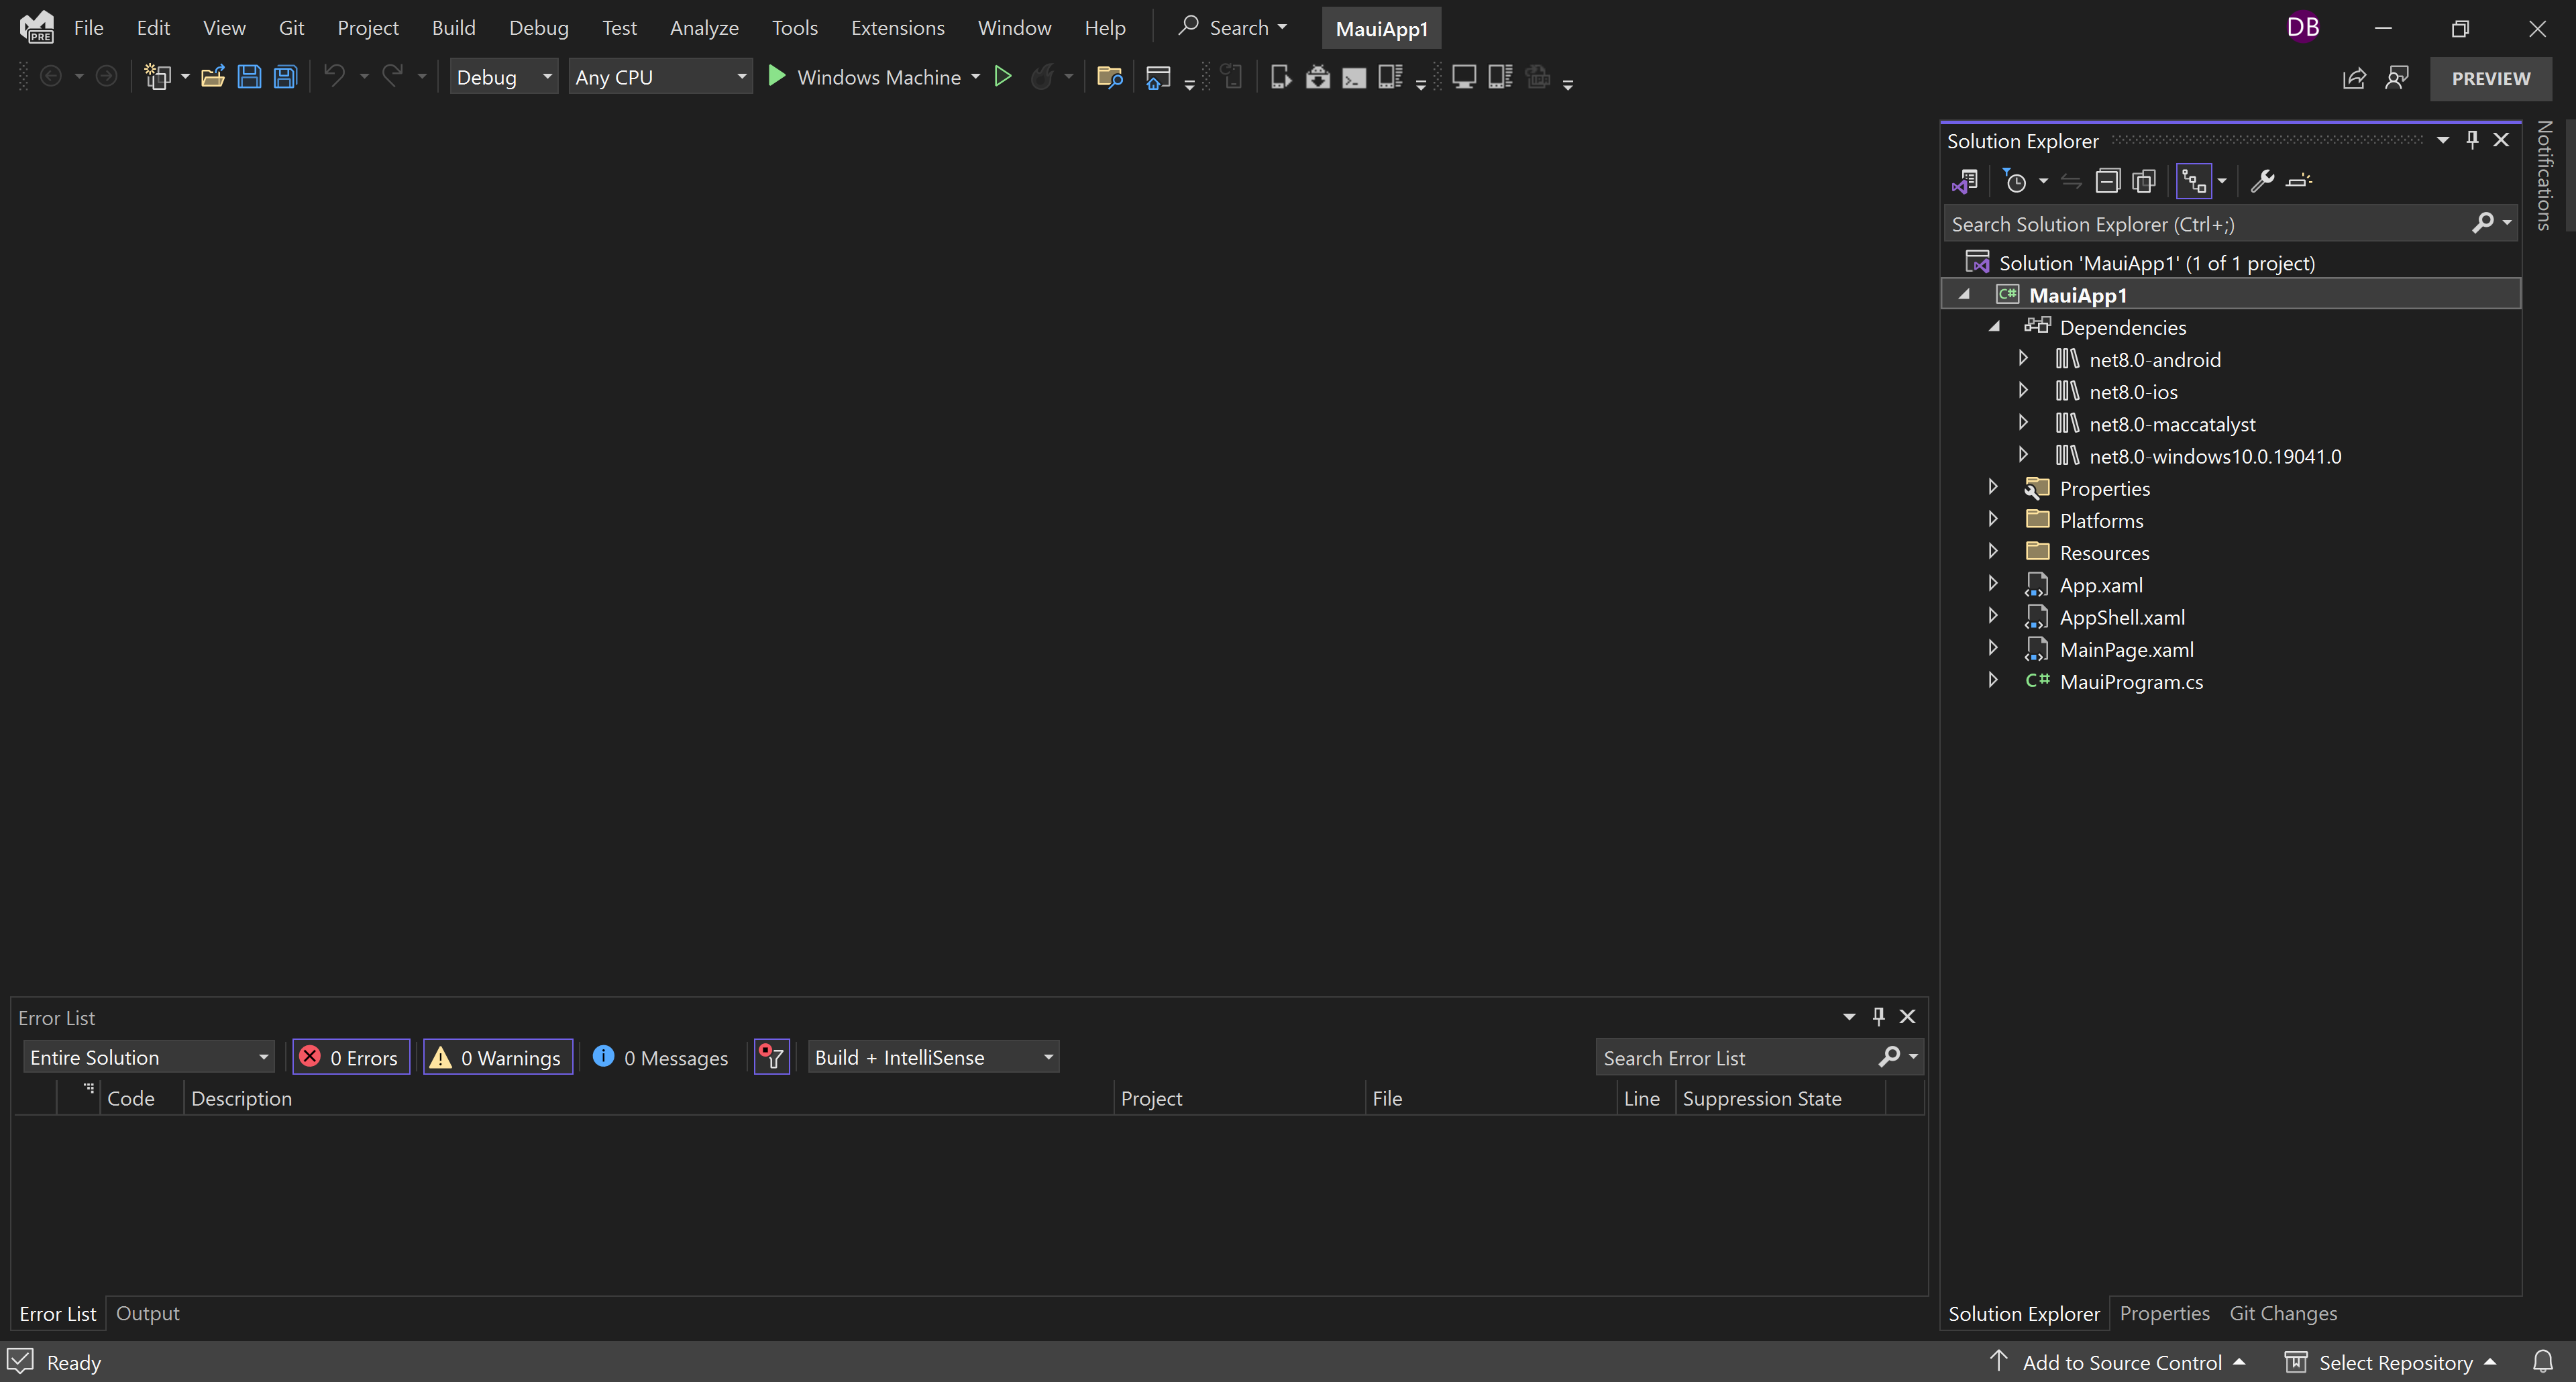 PRE File Edit View Git Project Build Debug Test Analyze Tools Extensions Window Help Search MauiApp1 DB
Debug Any CPU Windows Machine PREVIEW
Notifications
Solution Explorer
Search Solution Explorer (Ctrl+;)
Solution 'MauiApp1' (1 of 1 project)
C# MauiApp1
Dependencies
net8.0-android
net8.0-ios
net8.0-maccatalyst
net8.0-windows10.0.19041.0
Properties
Platforms
Resources
App.xaml
AppShell.xaml
MainPage.xaml
C# MauiProgram.cs
Error List
Entire Solution 0 Errors 0 Warnings 0 Messages Build + IntelliSense Search Error List
Code Description Project File Line Suppression State
Error List Output
Solution Explorer Properties Git Changes
Ready Add to Source Control Select Repository